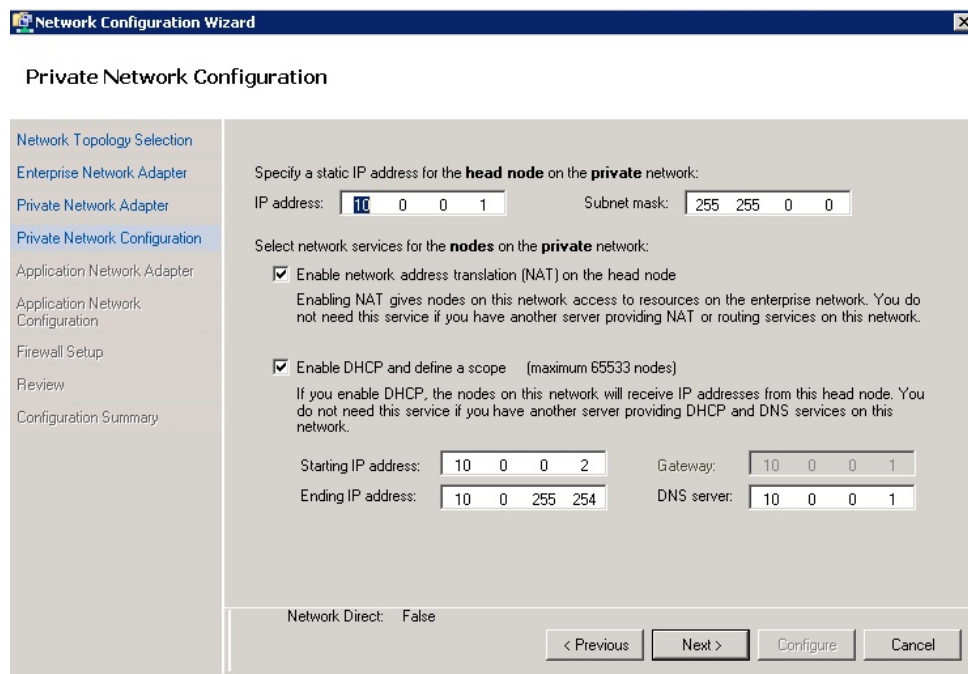 Network Configuration Wizard
Private Network Configuration
Network Topology Selection
Enterprise Network Adapter
Private Network Adapter
Private Network Configuration
Application Network Adapter
Application Network
Configuration
Firewall Setup
Review
Configuration Summary
Specify a static IP address for the head node on the private network:
IP address: 10 0 0 1 Subnet mask: 255 255 0 0
Select network services for the nodes on the private network:
Enable network address translation (NAT) on the head node
Enabling NAT gives nodes on this network access to resources on the enterprise network. You do
not need this service if you have another server providing NAT or routing services on this network.
Enable DHCP and define a scope (maximum 65533 nodes)
If you enable DHCP, the nodes on this network will receive IP addresses from this head node. You
do not need this service if you have another server providing DHCP and DNS services on this
network.
Starting IP address: 10 0 0 2 Gateway: 10 0 0 1
Ending IP address: 10 0 255 254 DNS server: 10 0 0 1
Network Direct: False
< Previous Next > Configure Cancel